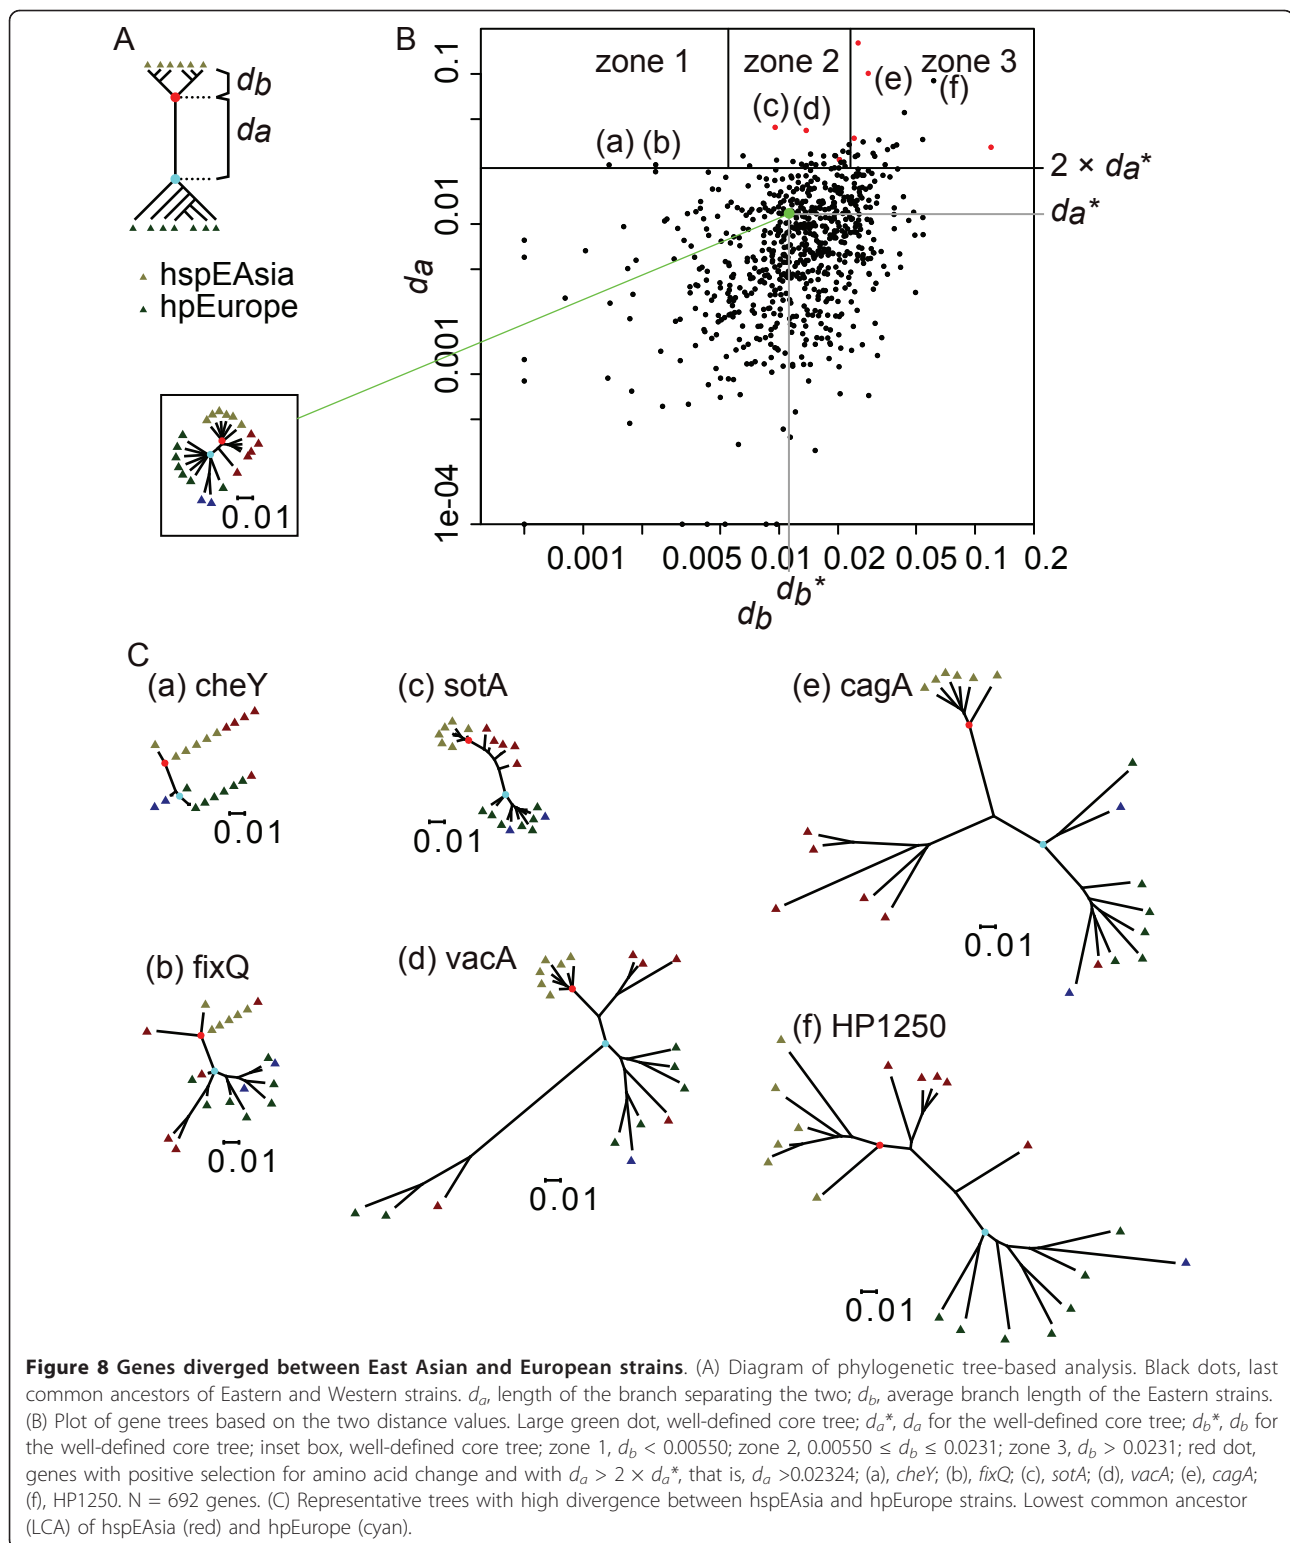 A
db
da
hspEAsia
hpEurope
0.01
B
zone 1
zone 2
zone 3
(a) (b)
(c) (d)
(e)
(f)
2 × da*
da*
da
0.1
0.01
0.001
1e-04
0.001
0.005
0.01
0.02
0.05
0.1
0.2
db*
db
C
(a) cheY
0.01
(b) fixQ
0.01
(c) sotA
0.01
(d) vacA
0.01
(e) cagA
0.01
(f) HP1250
0.01
Figure 8 Genes diverged between East Asian and European strains. (A) Diagram of phylogenetic tree-based analysis. Black dots, last
common ancestors of Eastern and Western strains. da, length of the branch separating the two; db, average branch length of the Eastern strains.
(B) Plot of gene trees based on the two distance values. Large green dot, well-defined core tree; da*, da for the well-defined core tree; db*, db for
the well-defined core tree; inset box, well-defined core tree; zone 1, db < 0.00550; zone 2, 0.00550 ≤ db ≤ 0.0231; zone 3, db > 0.0231; red dot,
genes with positive selection for amino acid change and with da > 2 × da*, that is, da >0.02324; (a), cheY; (b), fixQ; (c), sotA; (d), vacA; (e), cagA;
(f), HP1250. N = 692 genes. (C) Representative trees with high divergence between hspEAsia and hpEurope strains. Lowest common ancestor
(LCA) of hspEAsia (red) and hpEurope (cyan).